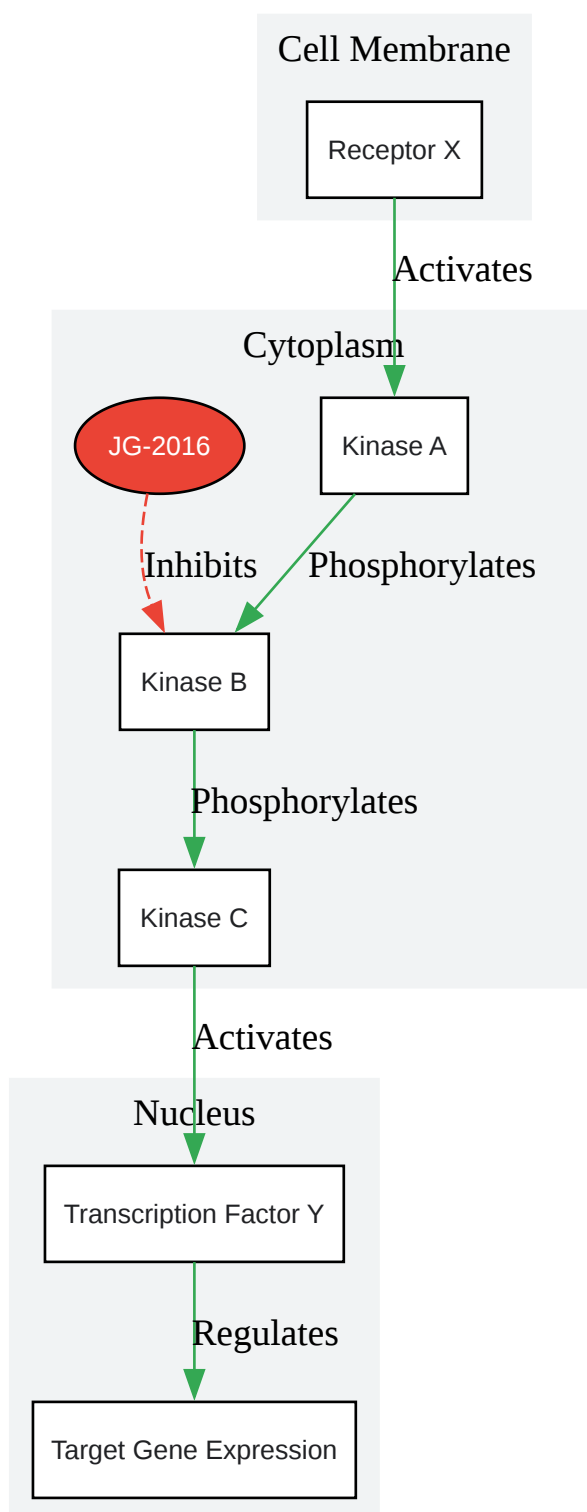 Cell Membrane
Receptor X
Activates
Cytoplasm
JG-2016
Kinase A
Inhibits
Phosphorylates
Kinase B
Phosphorylates
Kinase C
Activates
Nucleus
Transcription Factor Y
Regulates
Target Gene Expression